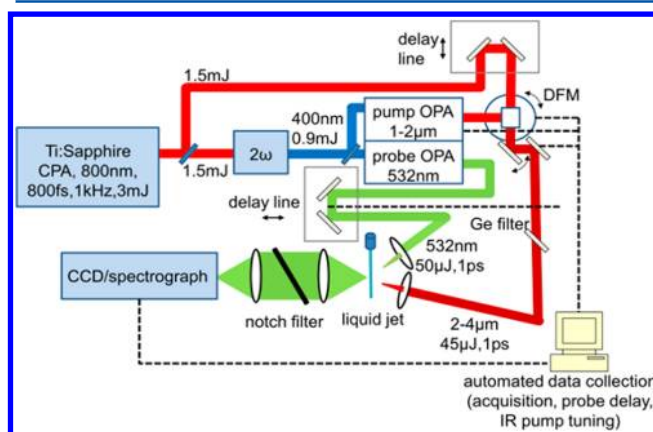 delay
line
1.5mJ
DFM
400nm
0.9mJ
pump OPA
1-2μm
Ti:Sapphire
CPA, 800nm,
800fs,1kHz,3mJ
1.5mJ
2ω
probe OPA
532nm
delay line
Ge filter
532nm
50μJ,1ps
CCD/spectrograph
notch filter
liquid jet
2-4μm
45μJ,1ps
automated data collection
(acquisition, probe delay,
IR pump tuning)